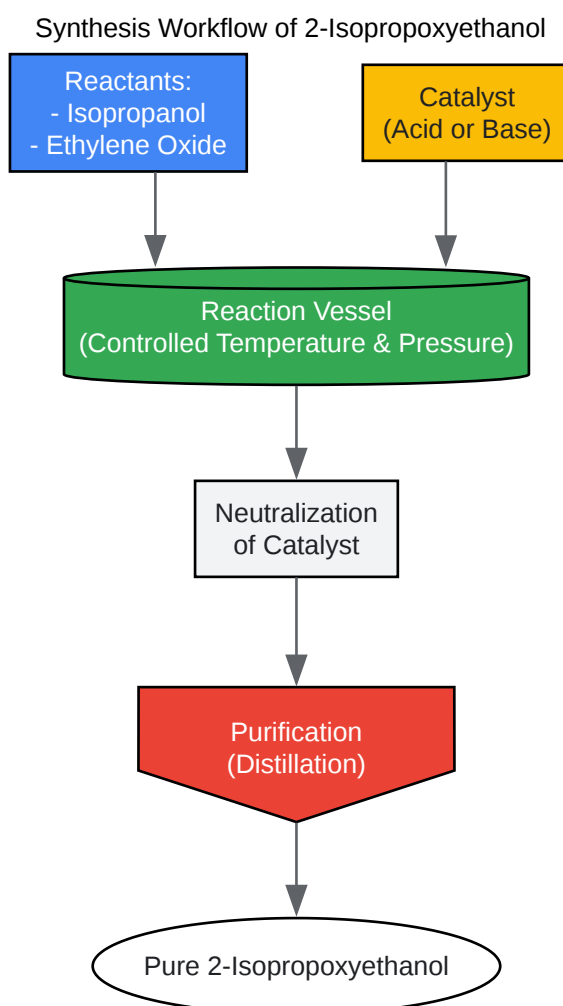 Synthesis Workflow of 2-Isopropoxyethanol
Reactants:
- Isopropanol
- Ethylene Oxide
Catalyst
(Acid or Base)
Reaction Vessel
(Controlled Temperature & Pressure)
Neutralization
of Catalyst
Purification
(Distillation)
Pure 2-Isopropoxyethanol